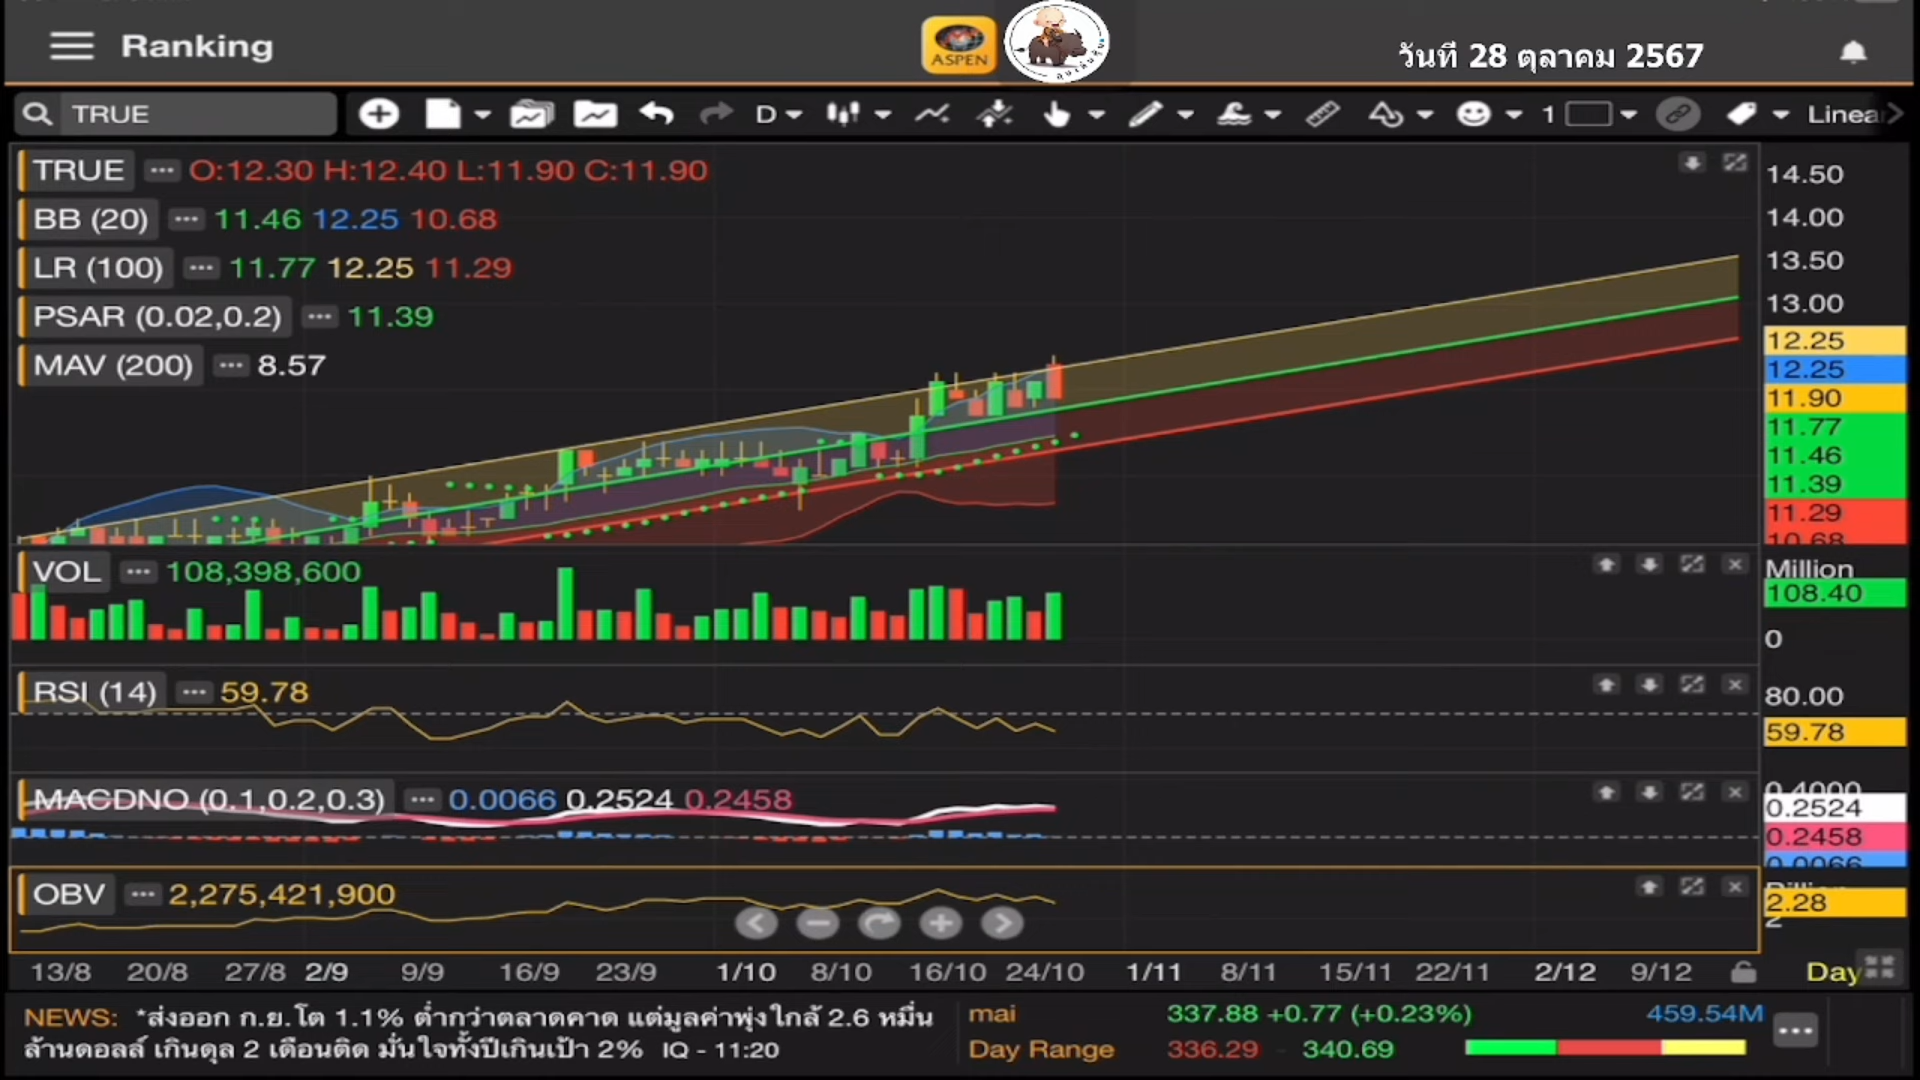 Ranking
ASPEN
วันที่ 28 ตุลาคม 2567
TRUE
D
1
Linea
TRUE ··· O:12.30 H:12.40 L:11.90 C:11.90
BB (20) ··· 11.46 12.25 10.68
LR (100) ··· 11.77 12.25 11.29
PSAR (0.02,0.2) ··· 11.39
MAV (200) ··· 8.57
14.50
14.00
13.50
13.00
12.25
12.25
11.90
11.77
11.46
11.39
11.29
10.68
VOL ··· 108,398,600
Million
108.40
0
RSI (14) ··· 59.78
80.00
59.78
MACDNO (0.1,0.2,0.3) ··· 0.0066 0.2524 0.2458
0.4000
0.2524
0.2458
0.0066
OBV ··· 2,275,421,900
Billion
2.28
2
13/8 20/8 27/8 2/9 9/9 16/9 23/9 1/10 8/10 16/10 24/10 1/11 8/11 15/11 22/11 2/12 9/12 Day
NEWS: *ส่งออก ก.ย.โต 1.1% ต่ำกว่าตลาดคาด แต่มูลค่าพุ่งใกล้ 2.6 หมื่น
ล้านดอลล์ เกินดุล 2 เดือนติด มั่นใจทั้งปีเกินเป้า 2% IQ - 11:20
mai 337.88 +0.77 (+0.23%) 459.54M
Day Range 336.29 - 340.69